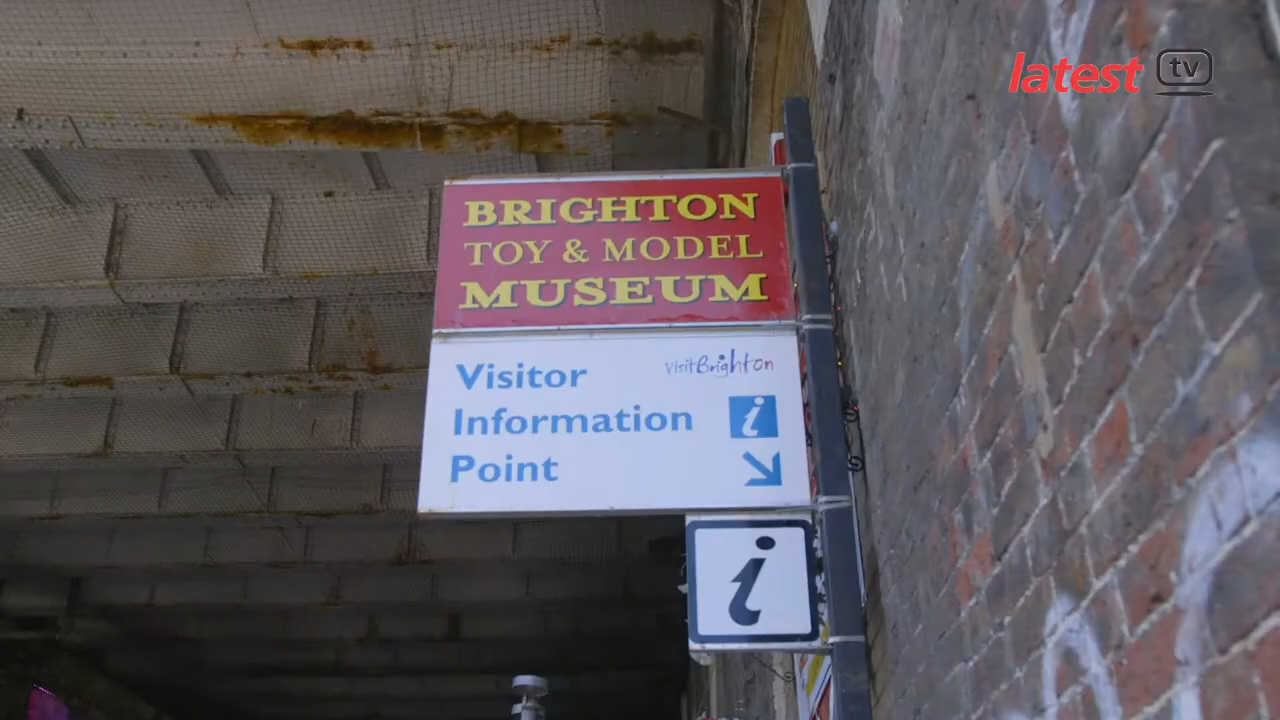 latest tv
BRIGHTON
TOY & MODEL
MUSEUM
Visitor
VisitBrighton
Information
i
Point
i